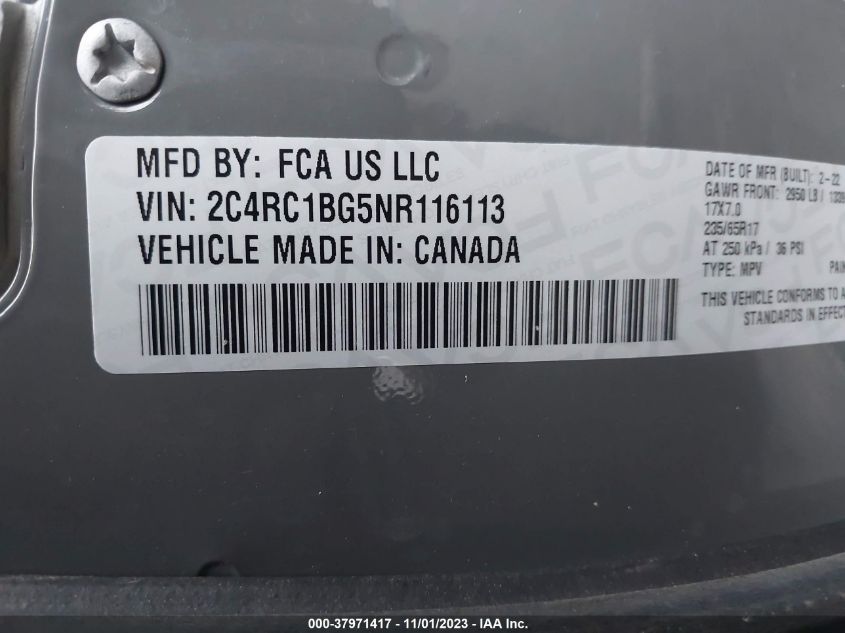 MFD BY: FCA US LLC
VIN: 2C4RC1BG5NR116113
VEHICLE MADE IN: CANADA
DATE OF MFR (BUILT): 2-22
GAWR FRONT: 2950 LB / 1339
17X7.0
235/65R17
AT 250 kPa / 36 PSI
TYPE: MPV PAIN
THIS VEHICLE CONFORMS TO A
STANDARDS IN EFFECT
000-37971417 - 11/01/2023 - IAA Inc.